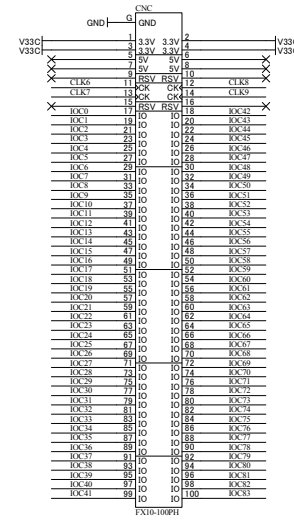 CNC
GND G GND
V33C 1 3.3V 3.3V 2 V33C
V33C 3 3.3V 3.3V 4 V33C
5 5V 5V 6
7 5V 5V 8
9 RSV RSV 10
CLK6 11 CK CK 12 CLK8
CLK7 13 CK CK 14 CLK9
15 RSV RSV 16
IOC0 17 IO IO 18 IOC42
IOC1 19 IO IO 20 IOC43
IOC2 21 IO IO 22 IOC44
IOC3 23 IO IO 24 IOC45
IOC4 25 IO IO 26 IOC46
IOC5 27 IO IO 28 IOC47
IOC6 29 IO IO 30 IOC48
IOC7 31 IO IO 32 IOC49
IOC8 33 IO IO 34 IOC50
IOC9 35 IO IO 36 IOC51
IOC10 37 IO IO 38 IOC52
IOC11 39 IO IO 40 IOC53
IOC12 41 IO IO 42 IOC54
IOC13 43 IO IO 44 IOC55
IOC14 45 IO IO 46 IOC56
IOC15 47 IO IO 48 IOC57
IOC16 49 IO IO 50 IOC58
IOC17 51 IO IO 52 IOC59
IOC18 53 IO IO 54 IOC60
IOC19 55 IO IO 56 IOC61
IOC20 57 IO IO 58 IOC62
IOC21 59 IO IO 60 IOC63
IOC22 61 IO IO 62 IOC64
IOC23 63 IO IO 64 IOC65
IOC24 65 IO IO 66 IOC66
IOC25 67 IO IO 68 IOC67
IOC26 69 IO IO 70 IOC68
IOC27 71 IO IO 72 IOC69
IOC28 73 IO IO 74 IOC70
IOC29 75 IO IO 76 IOC71
IOC30 77 IO IO 78 IOC72
IOC31 79 IO IO 80 IOC73
IOC32 81 IO IO 82 IOC74
IOC33 83 IO IO 84 IOC75
IOC34 85 IO IO 86 IOC76
IOC35 87 IO IO 88 IOC77
IOC36 89 IO IO 90 IOC78
IOC37 91 IO IO 92 IOC79
IOC38 93 IO IO 94 IOC80
IOC39 95 IO IO 96 IOC81
IOC40 97 IO IO 98 IOC82
IOC41 99 IO IO 100 IOC83
FX10-100PH